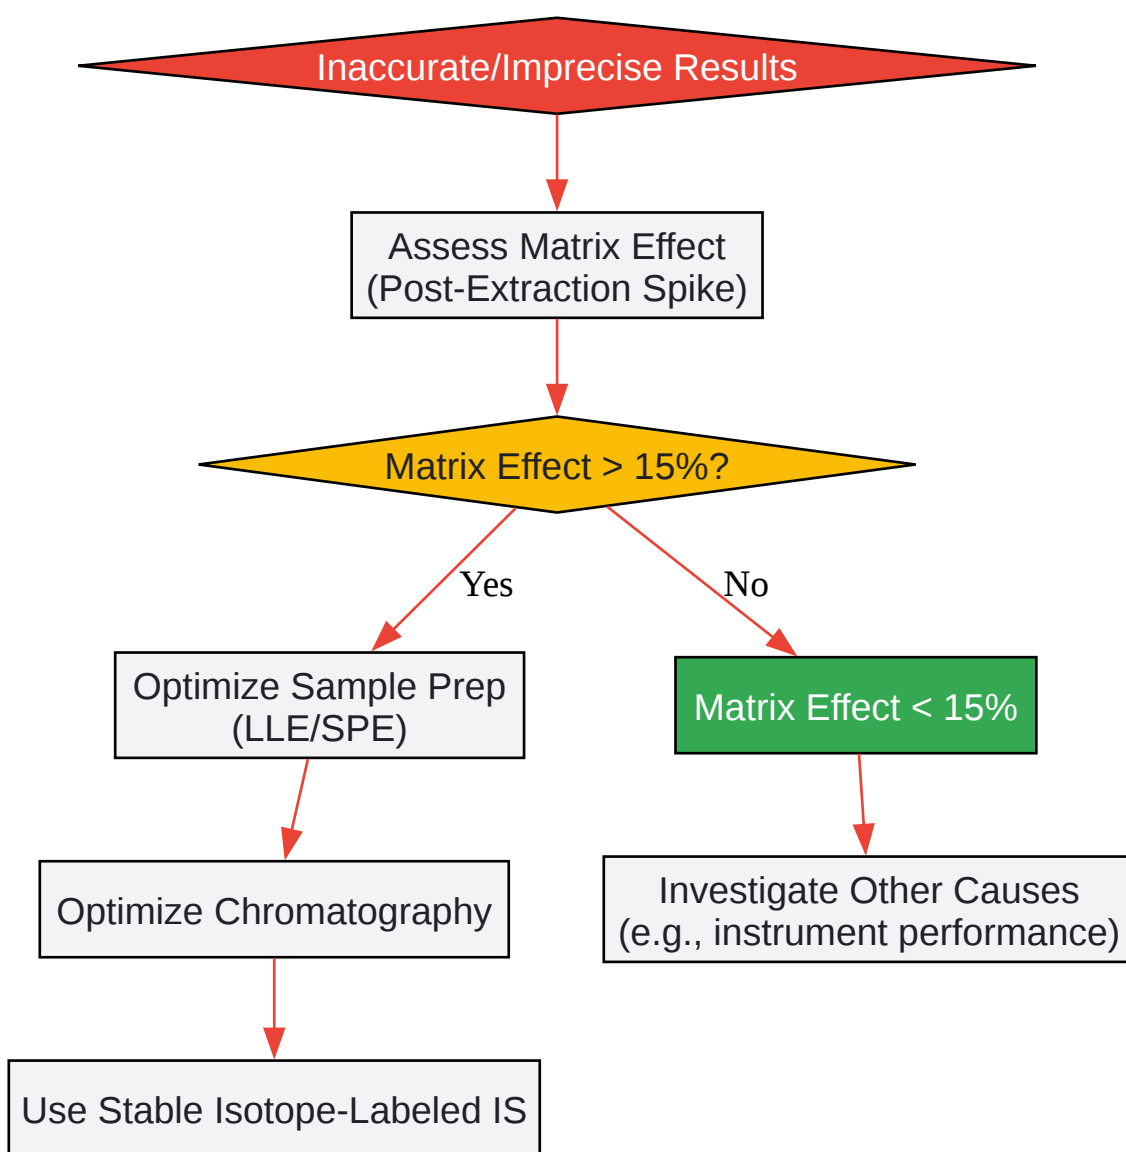 Inaccurate/Imprecise Results
Assess Matrix Effect
(Post-Extraction Spike)
Matrix Effect > 15%?
Yes
No
Optimize Sample Prep
(LLE/SPE)
Matrix Effect < 15%
Optimize Chromatography
Investigate Other Causes
(e.g., instrument performance)
Use Stable Isotope-Labeled IS